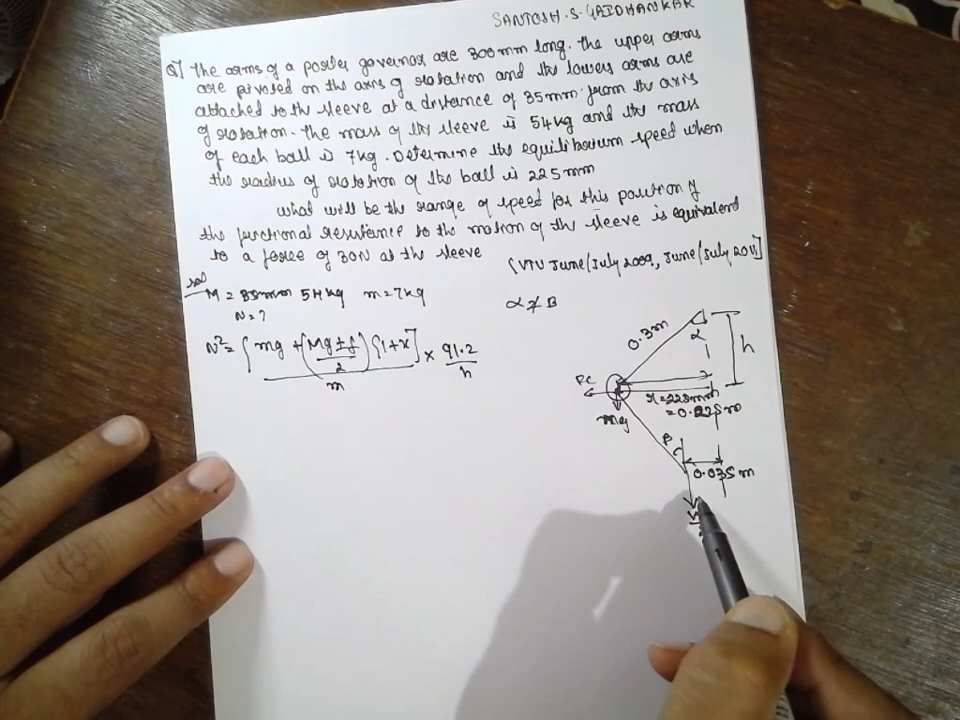 SANTOSH.S.GAIDHANKAR
Q] The arms of a porter governor are 300mm long. The upper arms
are pivoted on the axis of rotation and the lower arms are
attached to the sleeve at a distance of 35mm from the axis
of rotation. The mass of the sleeve is 54kg and the mass
of each ball is 7kg. Determine the equilibrium speed when
the radius of rotation of the ball is 225mm
what will be the range of speed for this position if
the frictional resistance to the motion of the sleeve is equivalent
to a force of 30N at the sleeve
[VTU June/July 2009, June/July 2011]
sol
M = 54kg m=7kg
N=?
α≠B
N²= {mg +(Mg±f/2)(1+x] / m × 91.2/h
0.3m
α
h
FC
r=225mm
=0.225m
mg
B
0.035m